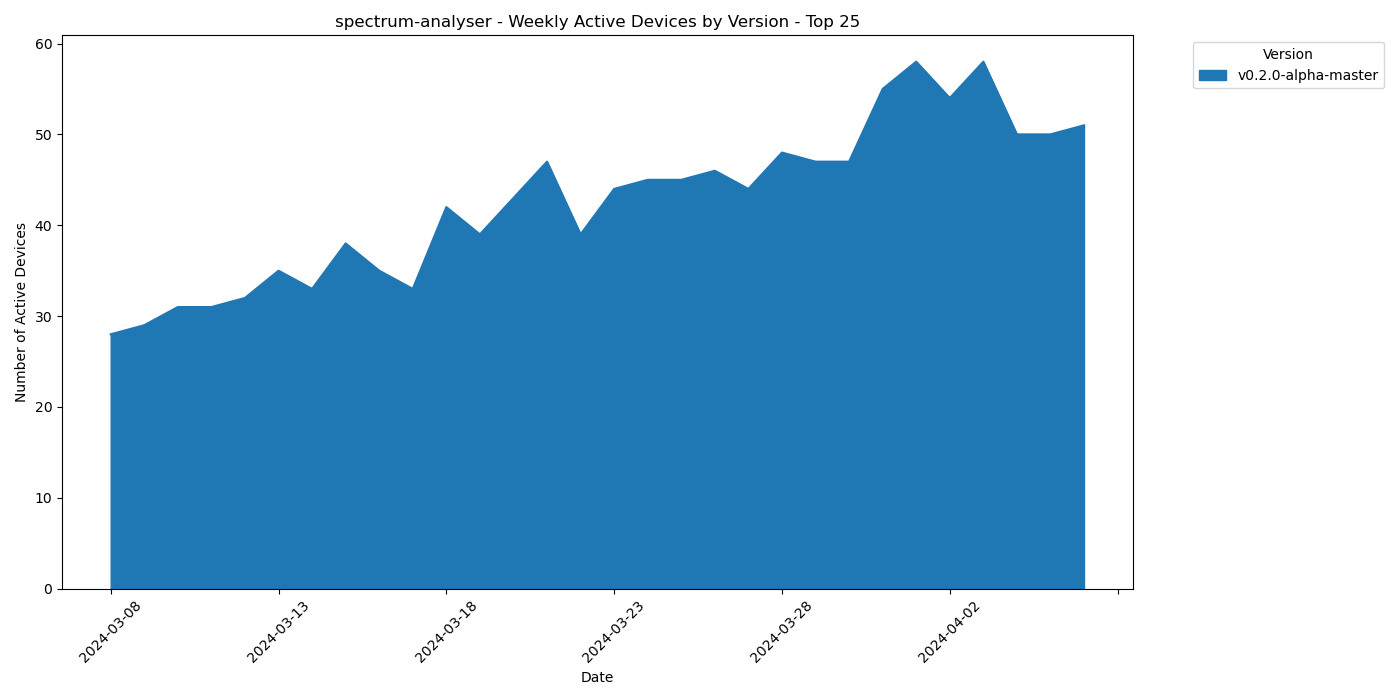 spectrum-analyser - Weekly Active Devices by Version - Top 25
Version
v0.2.0-alpha-master
Number of Active Devices
60
50
40
30
20
10
0
2024-03-08
2024-03-13
2024-03-18
2024-03-23
2024-03-28
2024-04-02
Date